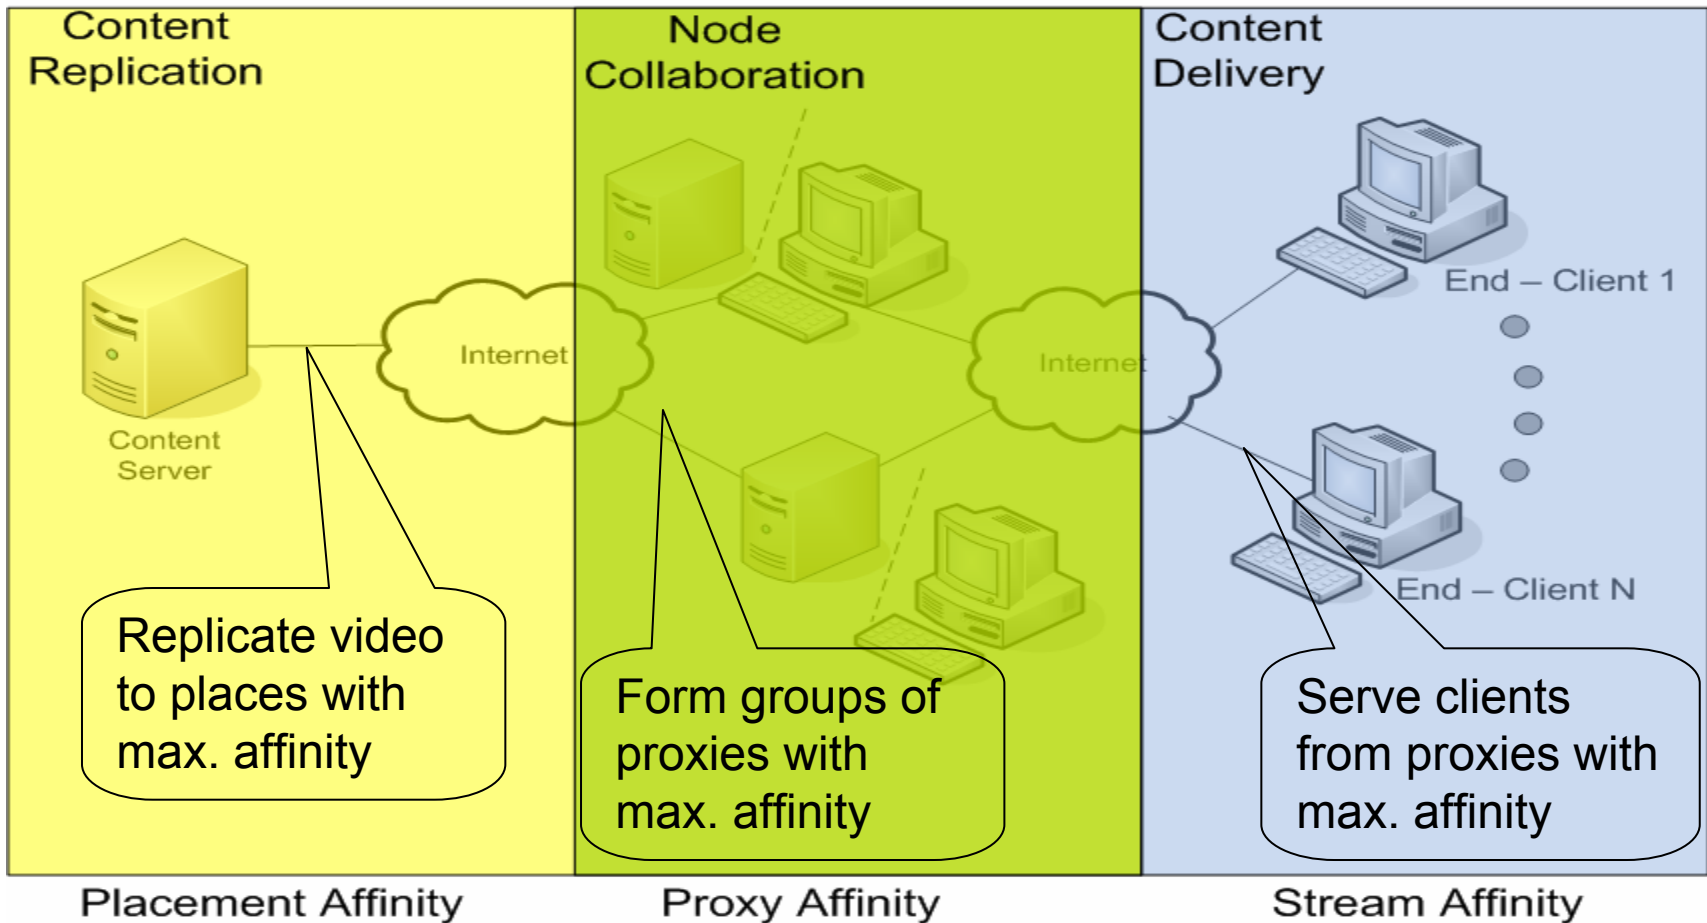 Content
Replication
Node
Collaboration
Content
Delivery
Content
Server
Internet
Internet
End – Client 1
End – Client N
Replicate video
to places with
max. affinity
Form groups of
proxies with
max. affinity
Serve clients
from proxies with
max. affinity
Placement Affinity
Proxy Affinity
Stream Affinity